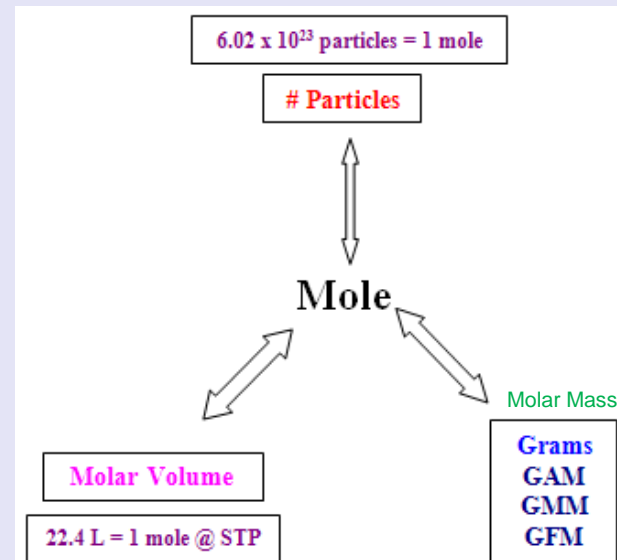 6.02 x 10²³ particles = 1 mole
# Particles
Mole
Molar Volume
22.4 L = 1 mole @ STP
Molar Mass
Grams
GAM
GMM
GFM